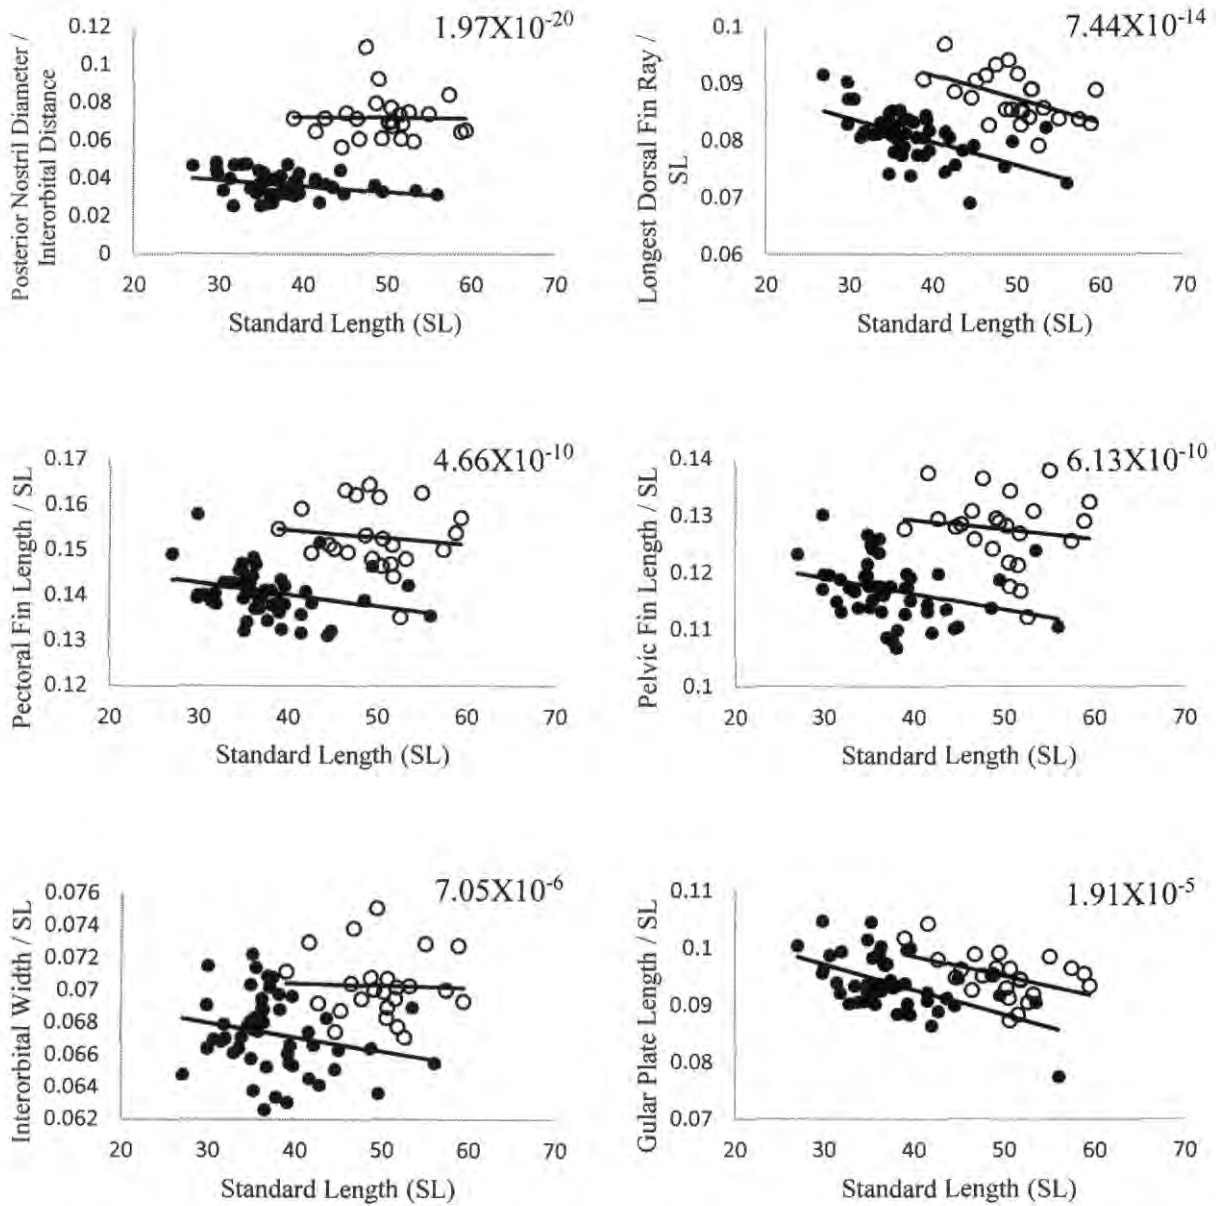 1.97X10-20
Posterior Nostril Diameter /
Interorbital Distance
0.12
0.1
0.08
0.06
0.04
0.02
0
20 30 40 50 60 70
Standard Length (SL)
7.44X10-14
Longest Dorsal Fin Ray /
SL
0.1
0.09
0.08
0.07
0.06
20 30 40 50 60 70
Standard Length (SL)
4.66X10-10
Pectoral Fin Length / SL
0.17
0.16
0.15
0.14
0.13
0.12
20 30 40 50 60 70
Standard Length (SL)
6.13X10-10
Pelvic Fin Length / SL
0.14
0.13
0.12
0.11
0.1
20 30 40 50 60 70
Standard Length (SL)
7.05X10-6
Interorbital Width / SL
0.076
0.074
0.072
0.07
0.068
0.066
0.064
0.062
20 30 40 50 60 70
Standard Length (SL)
1.91X10-5
Gular Plate Length / SL
0.11
0.1
0.09
0.08
0.07
20 30 40 50 60 70
Standard Length (SL)